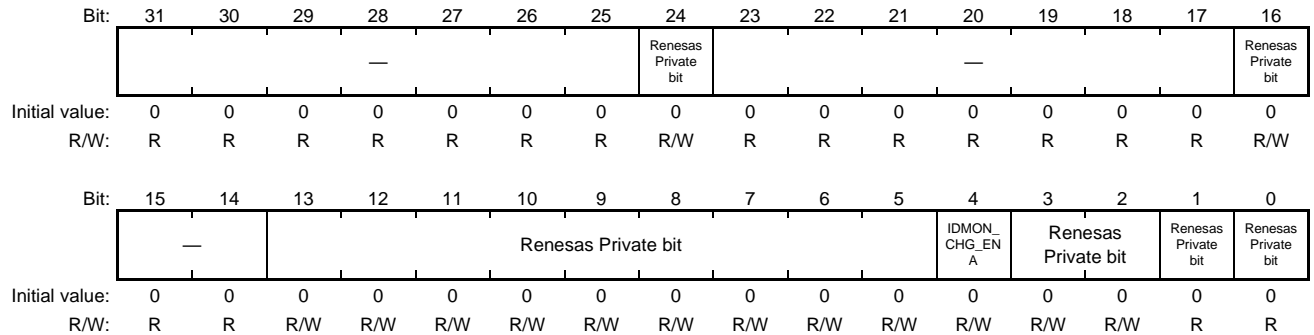 Bit: 31 30 29 28 27 26 25 24 23 22 21 20 19 18 17 16
— Renesas Private bit — Renesas Private bit
Initial value: 0 0 0 0 0 0 0 0 0 0 0 0 0 0 0 0
R/W: R R R R R R R R/W R R R R R R R R/W
Bit: 15 14 13 12 11 10 9 8 7 6 5 4 3 2 1 0
— Renesas Private bit IDMON_CHG_ENA Renesas Private bit Renesas Private bit Renesas Private bit
Initial value: 0 0 0 0 0 0 0 0 0 0 0 0 0 0 0 0
R/W: R R R/W R/W R/W R/W R/W R/W R/W R/W R/W R/W R/W R/W R R